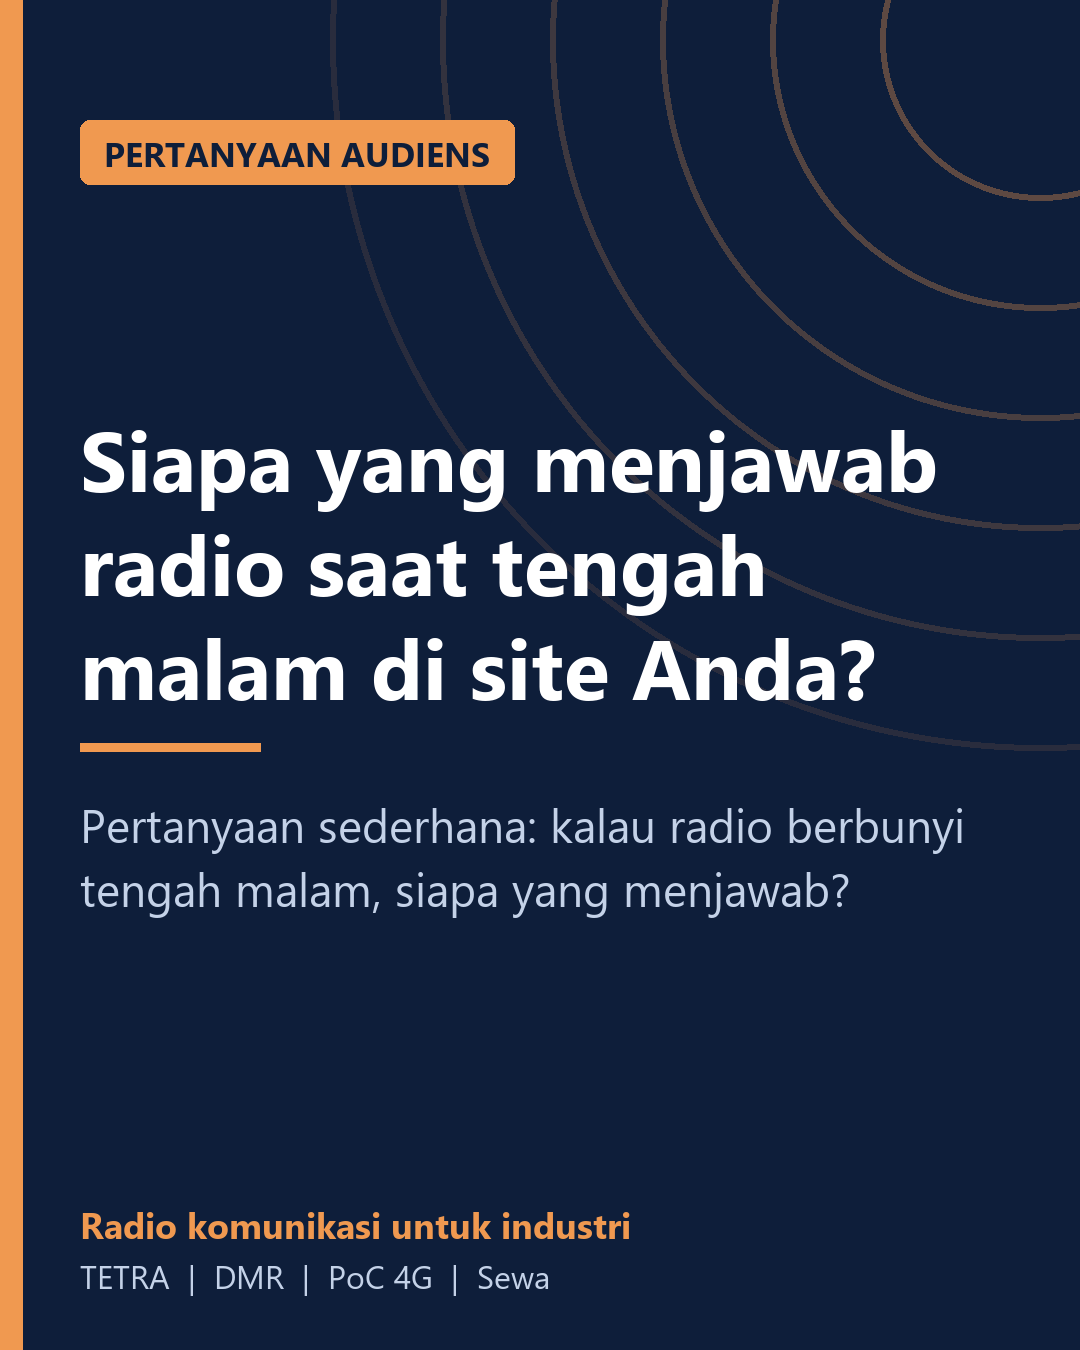 PERTANYAAN AUDIENS
Siapa yang menjawab
radio saat tengah
malam di site Anda?
Pertanyaan sederhana: kalau radio berbunyi
tengah malam, siapa yang menjawab?
Radio komunikasi untuk industri
TETRA | DMR | PoC 4G | Sewa